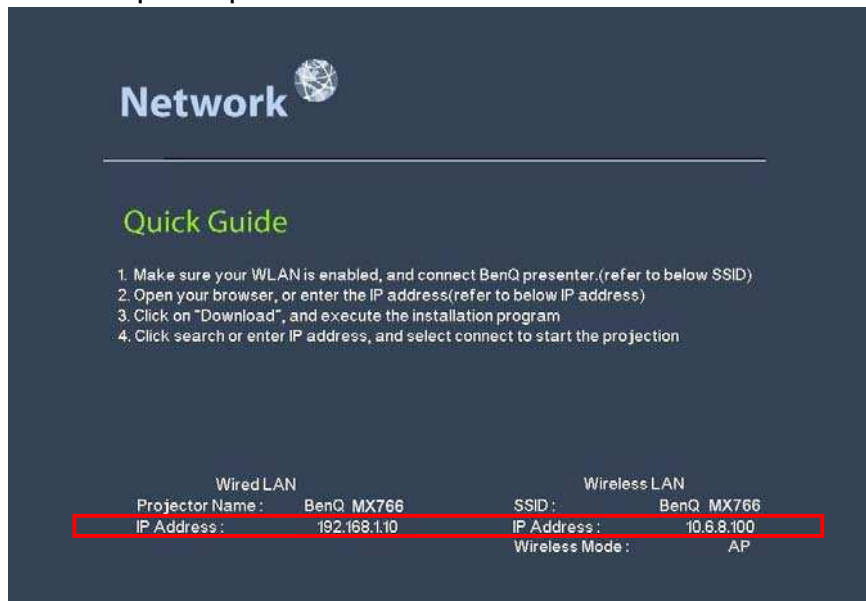 Network
Quick Guide
1. Make sure your WLAN is enabled, and connect BenQ presenter.(refer to below SSID)
2. Open your browser, or enter the IP address(refer to below IP address)
3. Click on "Download", and execute the installation program
4. Click search or enter IP address, and select connect to start the projection
Wired LAN Wireless LAN
Projector Name : BenQ MX766 SSID : BenQ MX766
IP Address : 192.168.1.10 IP Address : 10.6.8.100
Wireless Mode : AP